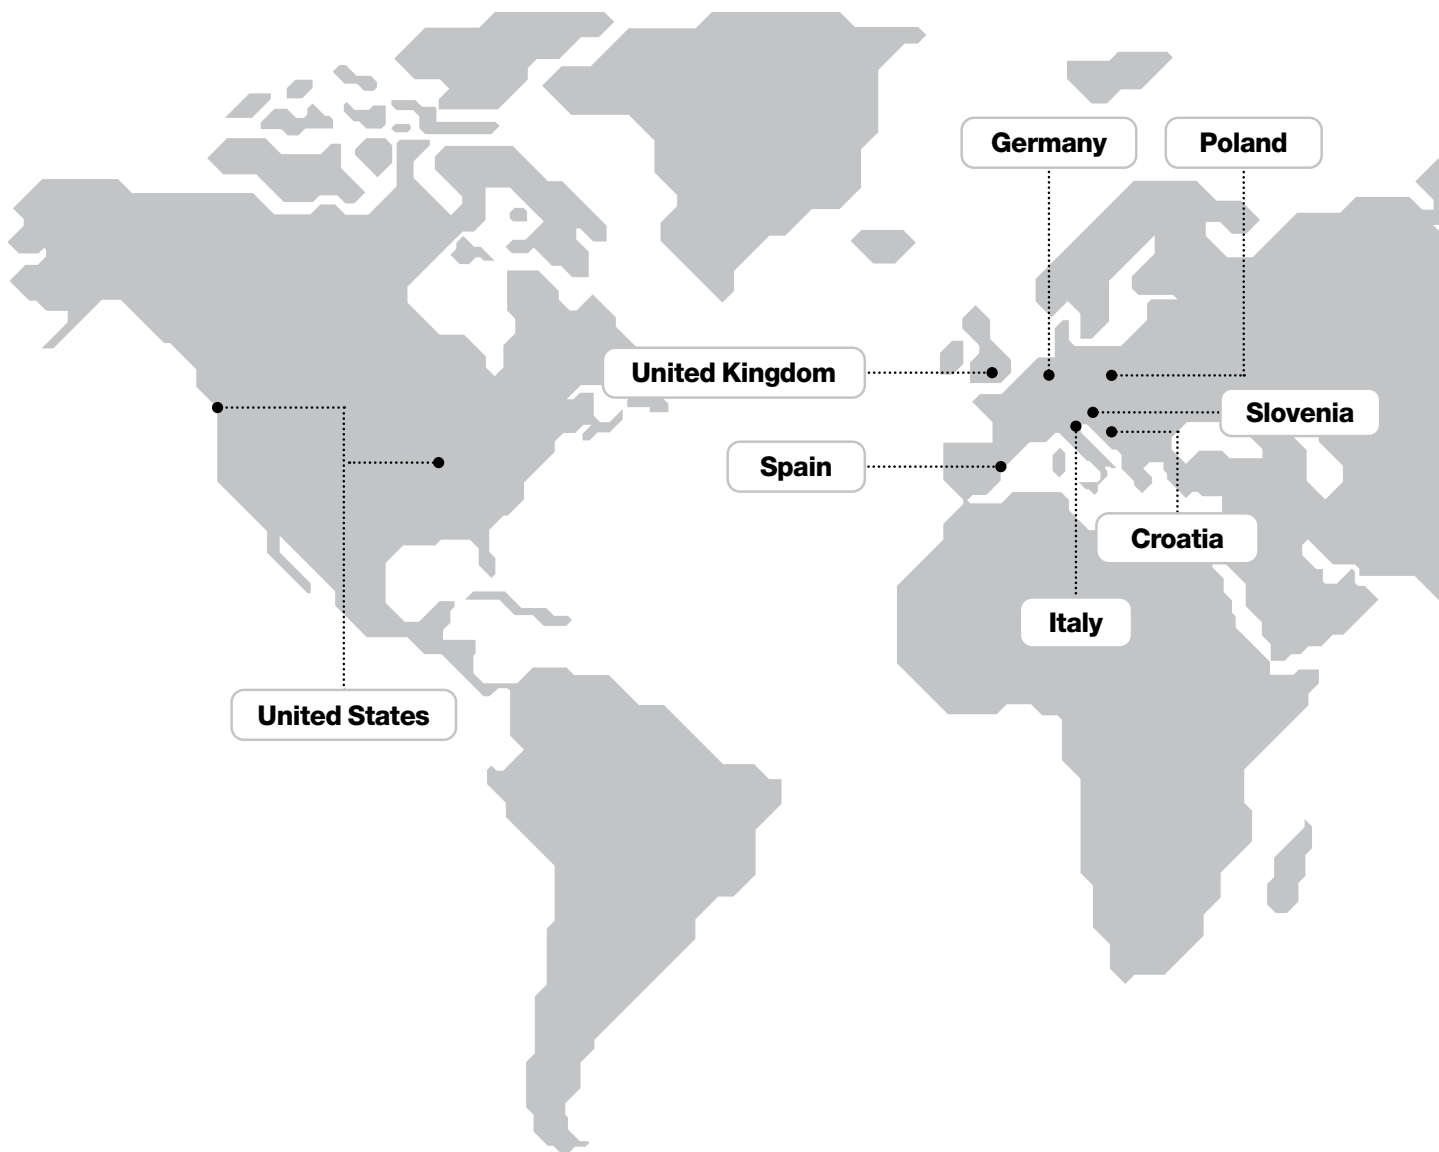 Germany
Poland
United Kingdom
Slovenia
Spain
Croatia
Italy
United States